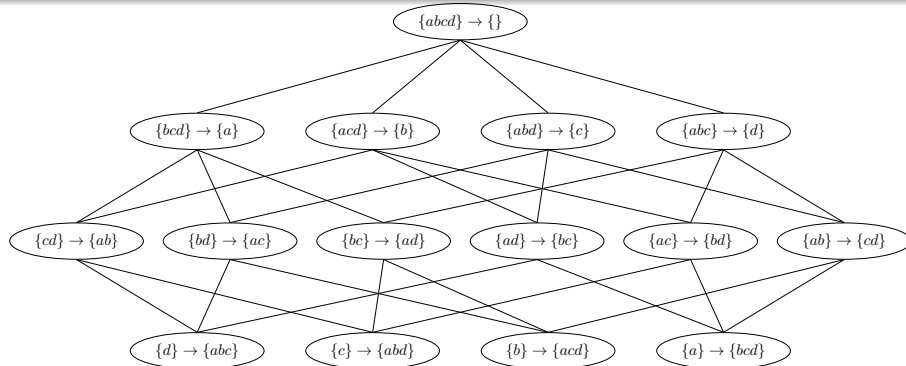 {abcd} → {}
{bcd} → {a} {acd} → {b} {abd} → {c} {abc} → {d}
{cd} → {ab} {bd} → {ac} {bc} → {ad} {ad} → {bc} {ac} → {bd} {ab} → {cd}
{d} → {abc} {c} → {abd} {b} → {acd} {a} → {bcd}